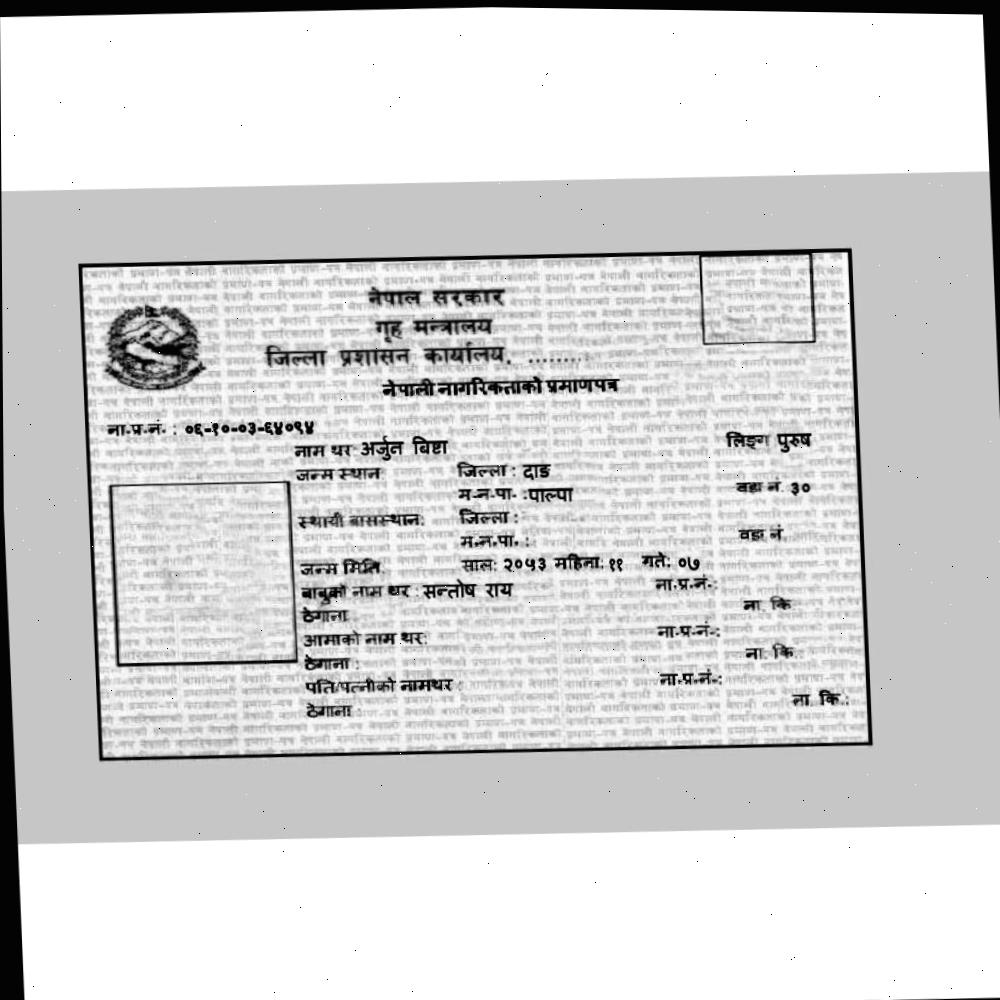 नेपाल सरकार
गृह मन्त्रालय
जिल्ला प्रशासन कार्यालय, ........
नेपाली नागरिकताको प्रमाणपत्र
ना.प्र.नं. : ०६-१०-०३-६४०९४
नाम थर: अर्जुन बिष्टा लिङ्ग पुरुष
जन्म स्थान: जिल्ला : दाङ
म.न.पा. :पाल्पा वडा नं. ३०
स्थायी बासस्थान: जिल्ला :
म.न.पा. : वडा नं.
जन्म मिति: साल: २०५३ महिना: ११ गते: ०७
बाबुको नाम थर : सन्तोष राय ना.प्र.नं.:
ठेगाना: ना. कि
आमाको नाम थर: ना.प्र.नं.:
ठेगाना : ना. कि.
पति/पत्नीको नामथर : ना.प्र.नं.:
ठेगाना: ना. कि.: